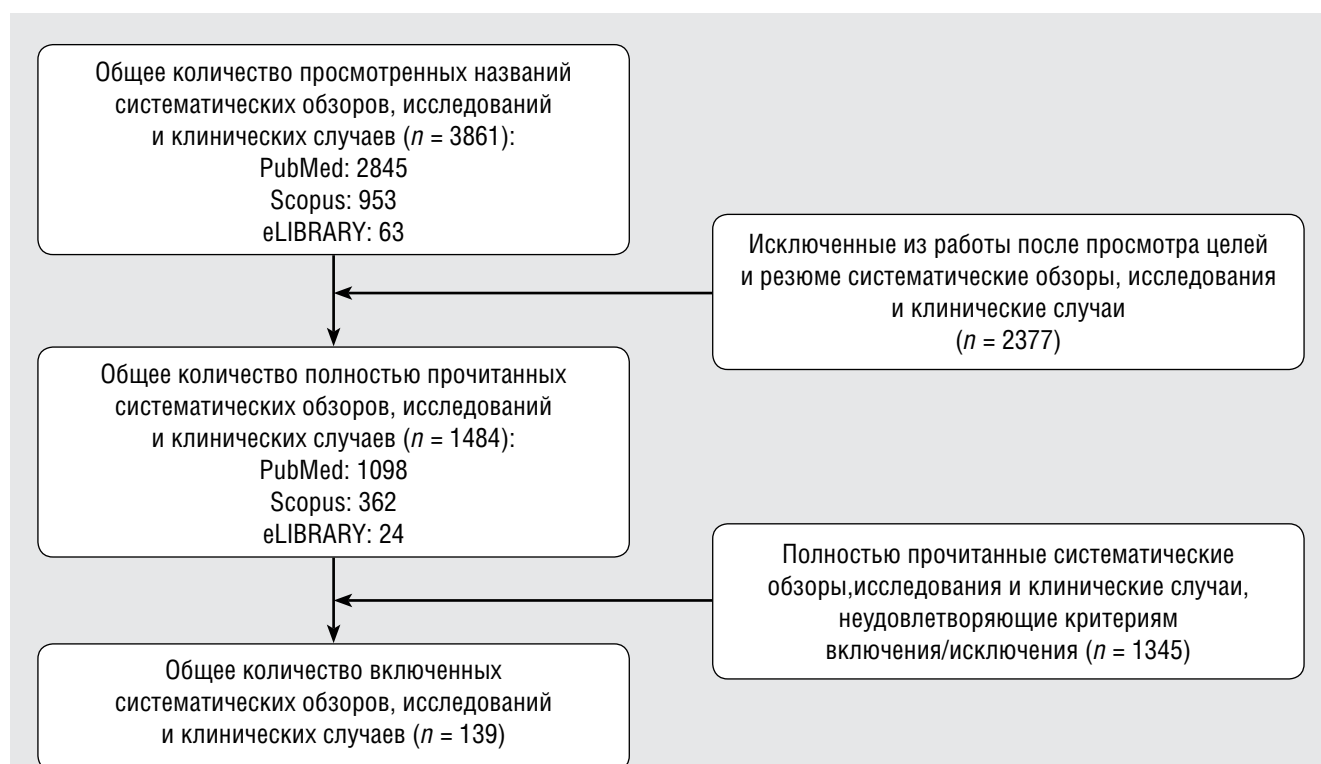 Общее количество просмотренных названий
систематических обзоров, исследований
и клинических случаев (n = 3861):
PubMed: 2845
Scopus: 953
eLIBRARY: 63
Исключенные из работы после просмотра целей
и резюме систематические обзоры, исследования
и клинические случаи
(n = 2377)
Общее количество полностью прочитанных
систематических обзоров, исследований
и клинических случаев (n = 1484):
PubMed: 1098
Scopus: 362
eLIBRARY: 24
Полностью прочитанные систематические
обзоры,исследования и клинические случаи,
неудовлетворяющие критериям
включения/исключения (n = 1345)
Общее количество включенных
систематических обзоров, исследований
и клинических случаев (n = 139)